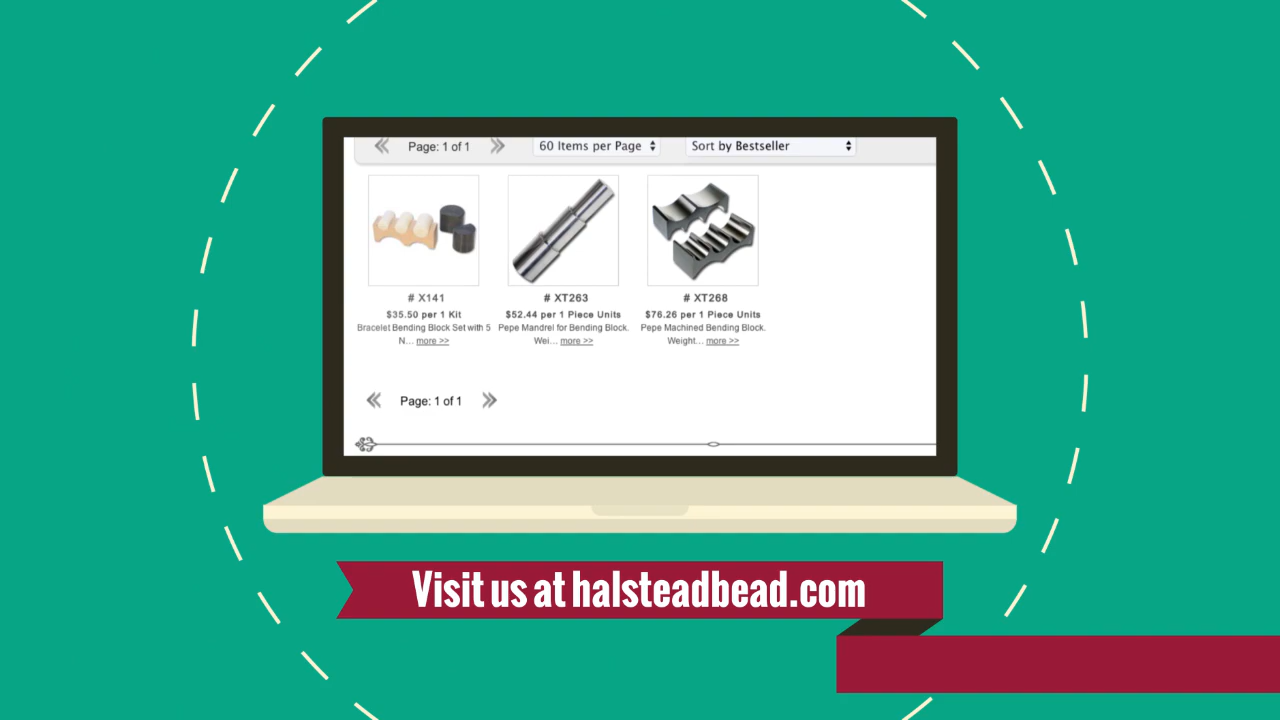 Page: 1 of 1
60 Items per Page
Sort by Bestseller
# X141
$35.50 per 1 Kit
Bracelet Bending Block Set with 5
N... more >>
# XT263
$52.44 per 1 Piece Units
Pepe Mandrel for Bending Block.
Wei... more >>
# XT268
$76.26 per 1 Piece Units
Pepe Machined Bending Block.
Weight... more >>
Page: 1 of 1
Visit us at halsteadbead.com